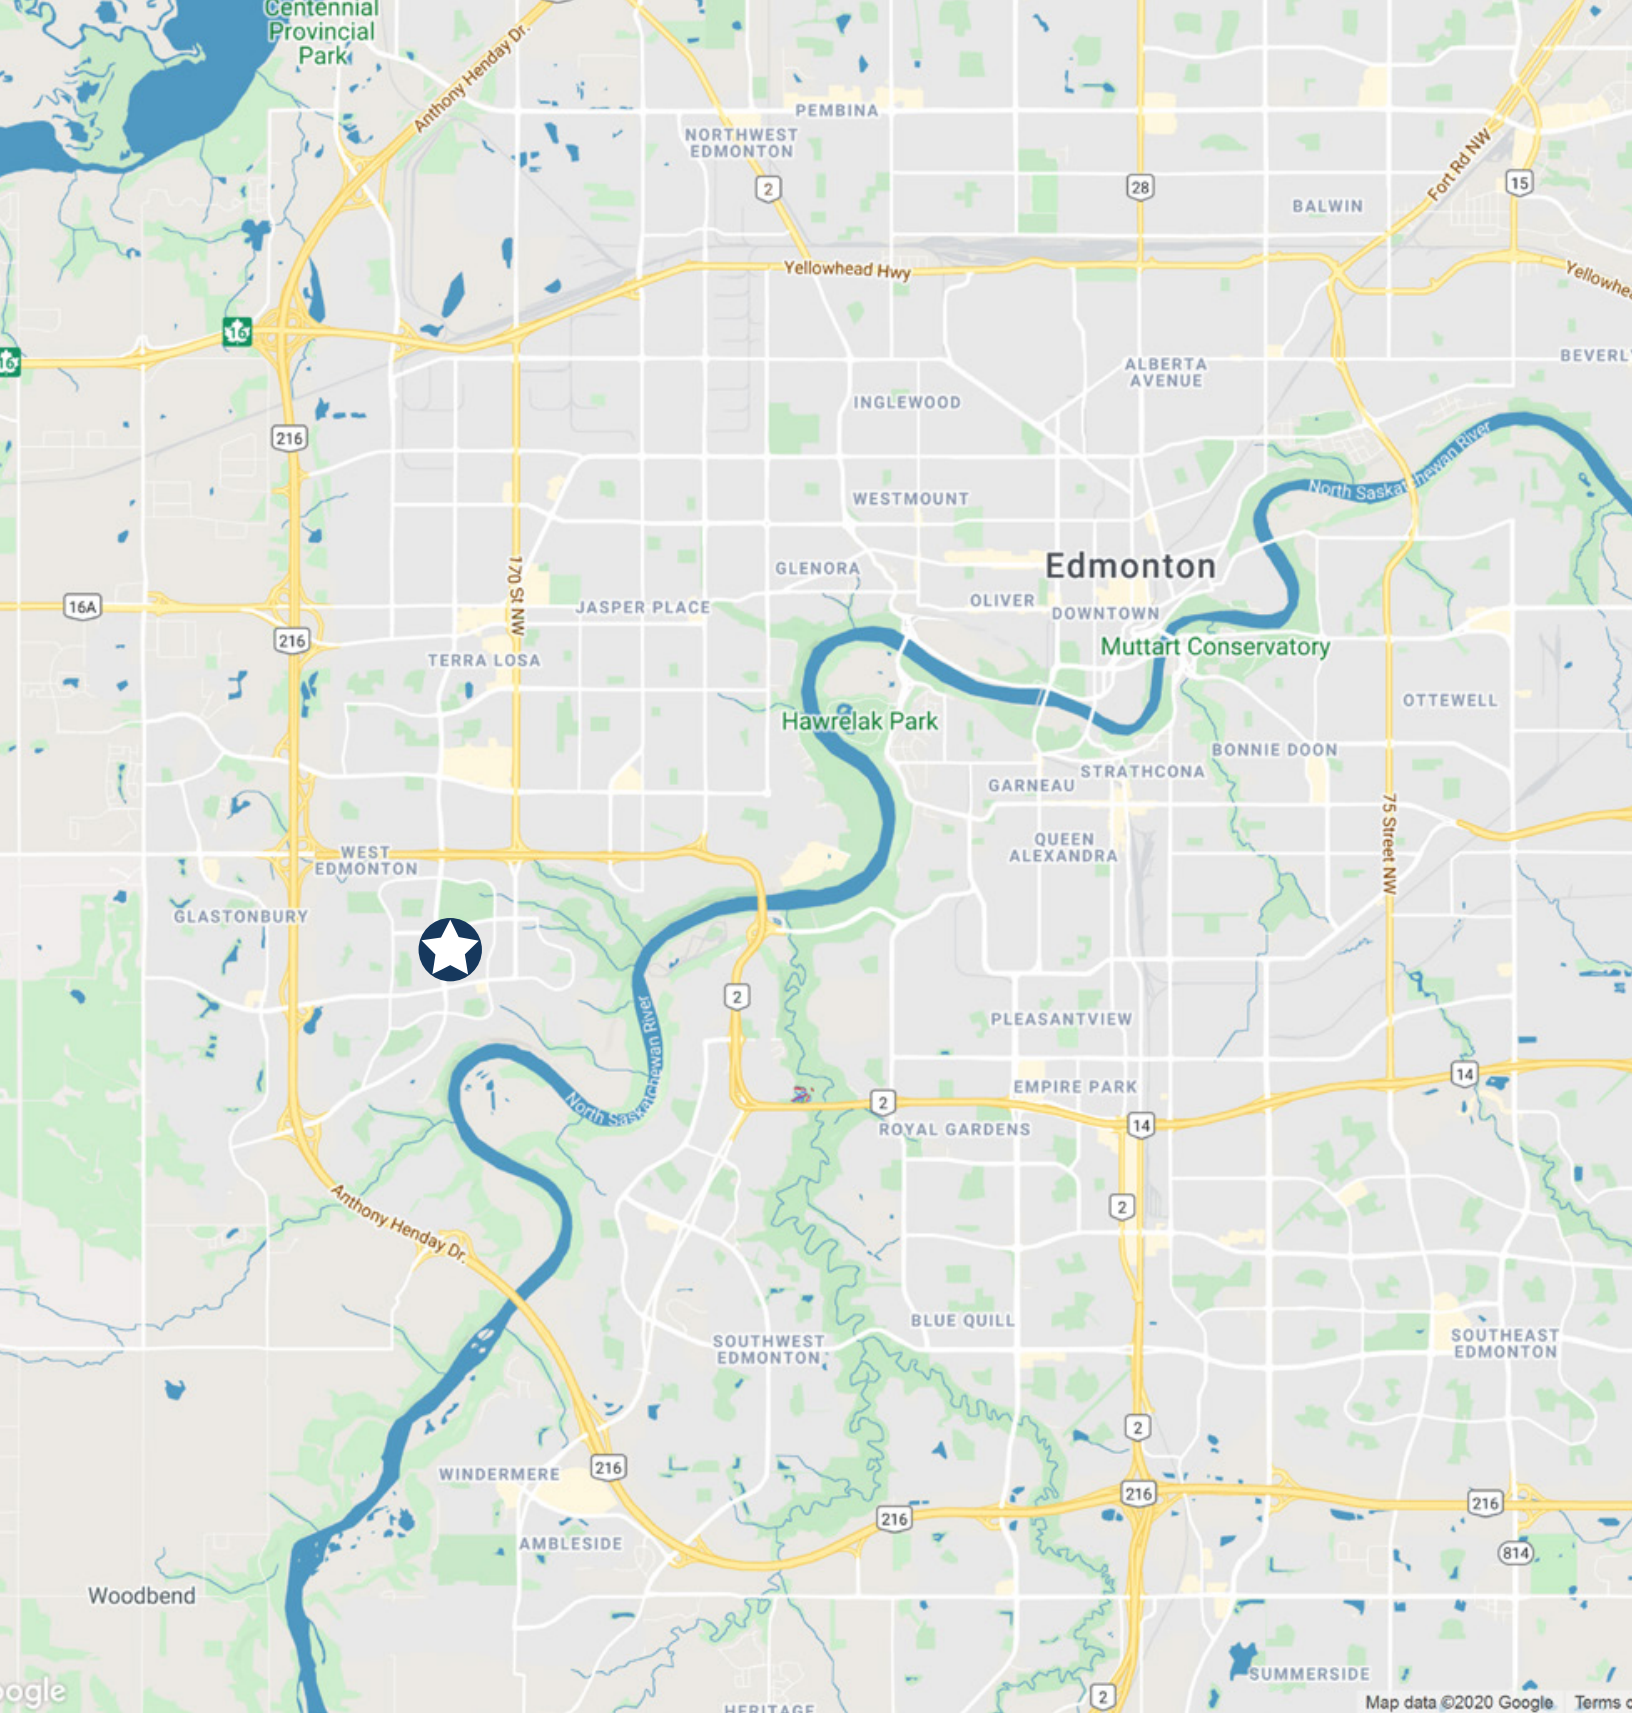 Centennial
Provincial
Park
Anthony Henday Dr.
PEMBINA
NORTHWEST
EDMONTON
2
28
Fort Rd NW
15
BALWIN
Yellowhead Hwy
Yellowhe
16
16
ALBERTA
AVENUE
BEVERL
INGLEWOOD
216
North Saskatchewan River
WESTMOUNT
170 St NW
GLENORA
Edmonton
16A
JASPER PLACE
OLIVER
DOWNTOWN
216
Muttart Conservatory
TERRA LOSA
OTTEWELL
Hawrelak Park
BONNIE DOON
STRATHCONA
GARNEAU
75 Street NW
QUEEN
ALEXANDRA
WEST
EDMONTON
GLASTONBURY
2
North Saskatchewan River
PLEASANTVIEW
14
EMPIRE PARK
2
14
ROYAL GARDENS
Anthony Henday Dr.
2
BLUE QUILL
SOUTHWEST
EDMONTON
SOUTHEAST
EDMONTON
2
WINDERMERE
216
216
216
216
AMBLESIDE
814
Woodbend
SUMMERSIDE
2
ogle
HERITAGE
Map data ©2020 Google
Terms o